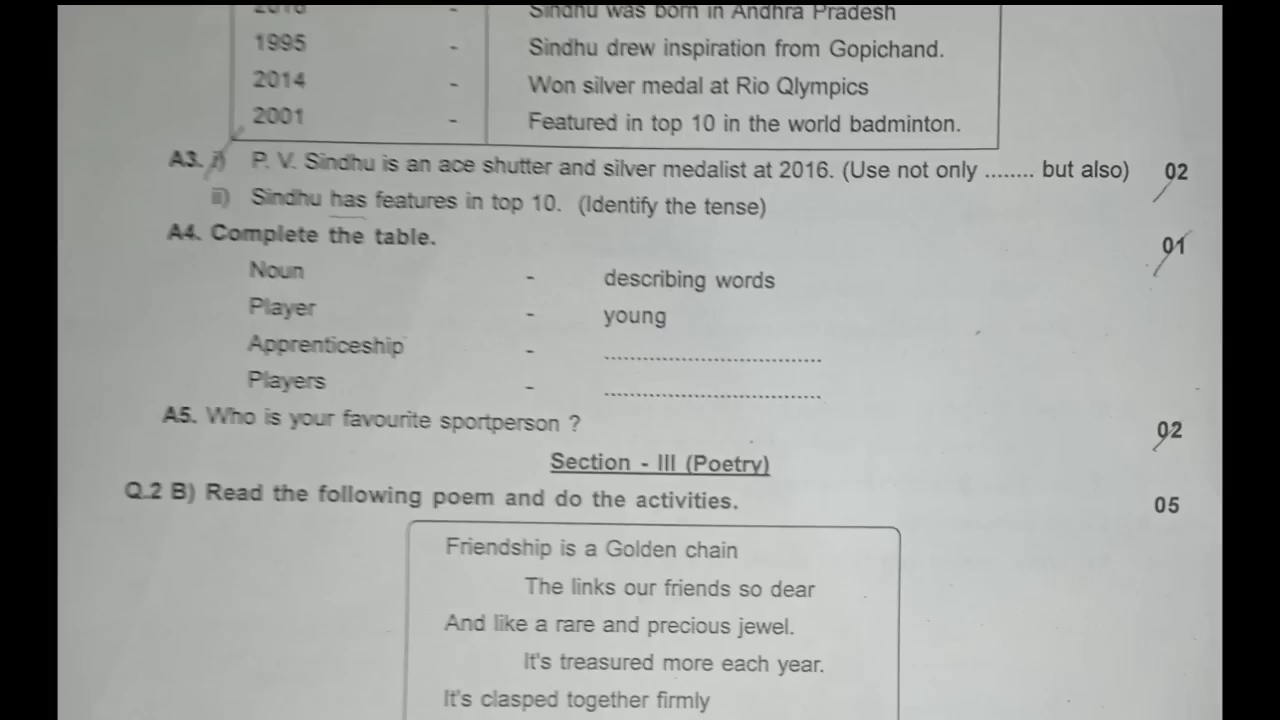 2016 - Sindhu was born in Andhra Pradesh
1995 - Sindhu drew inspiration from Gopichand.
2014 - Won silver medal at Rio Qlympics
2001 - Featured in top 10 in the world badminton.
A3. i) P. V. Sindhu is an ace shutter and silver medalist at 2016. (Use not only ........ but also) 02
ii) Sindhu has features in top 10. (Identify the tense)
A4. Complete the table. 01
Noun - describing words
Player - young
Apprenticeship - ..................................
Players - ..................................
A5. Who is your favourite sportperson ? 02
Section - III (Poetry)
Q.2 B) Read the following poem and do the activities. 05
Friendship is a Golden chain
The links our friends so dear
And like a rare and precious jewel.
It's treasured more each year.
It's clasped together firmly